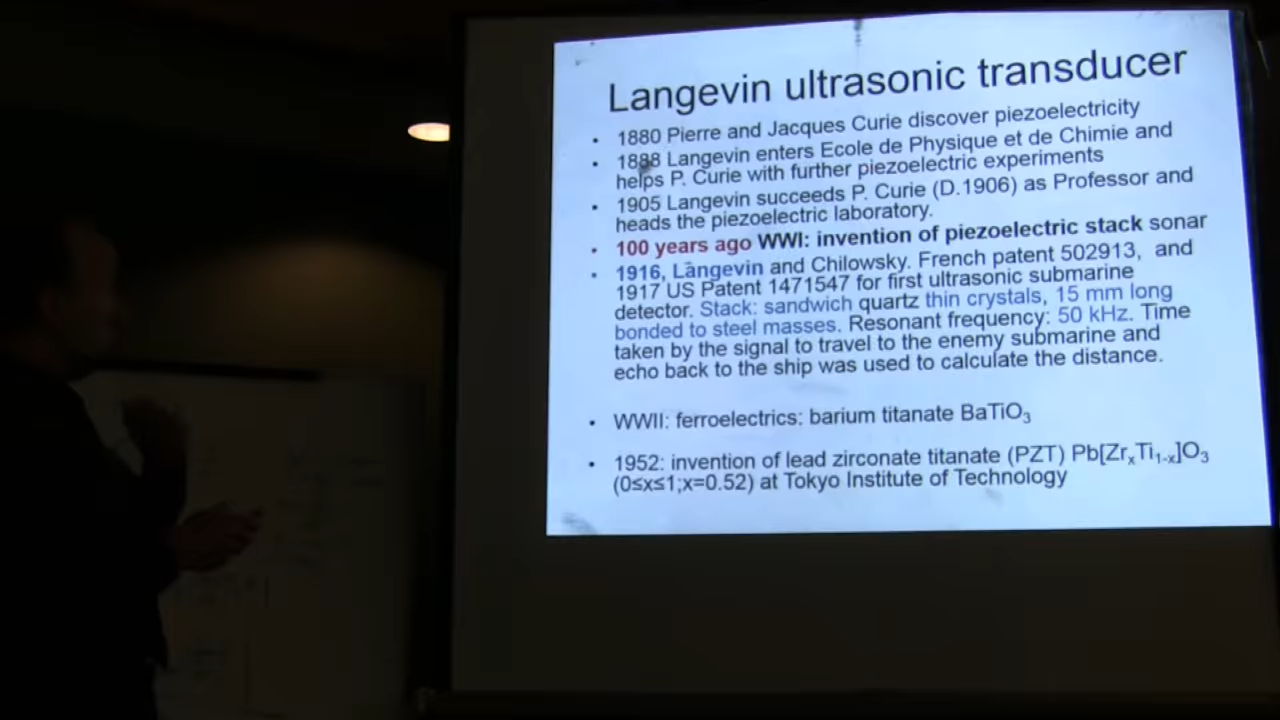 Langevin ultrasonic transducer
• 1880 Pierre and Jacques Curie discover piezoelectricity
• 1888 Langevin enters Ecole de Physique et de Chimie and
helps P. Curie with further piezoelectric experiments
• 1905 Langevin succeeds P. Curie (D.1906) as Professor and
heads the piezoelectric laboratory.
• 100 years ago WWI: invention of piezoelectric stack sonar
• 1916, Langevin and Chilowsky. French patent 502913, and
1917 US Patent 1471547 for first ultrasonic submarine
detector. Stack: sandwich quartz thin crystals, 15 mm long
bonded to steel masses. Resonant frequency: 50 kHz. Time
taken by the signal to travel to the enemy submarine and
echo back to the ship was used to calculate the distance.
• WWII: ferroelectrics: barium titanate BaTiO₃
• 1952: invention of lead zirconate titanate (PZT) Pb[ZrₓTi₁₋ₓ]O₃
(0≤x≤1;x=0.52) at Tokyo Institute of Technology